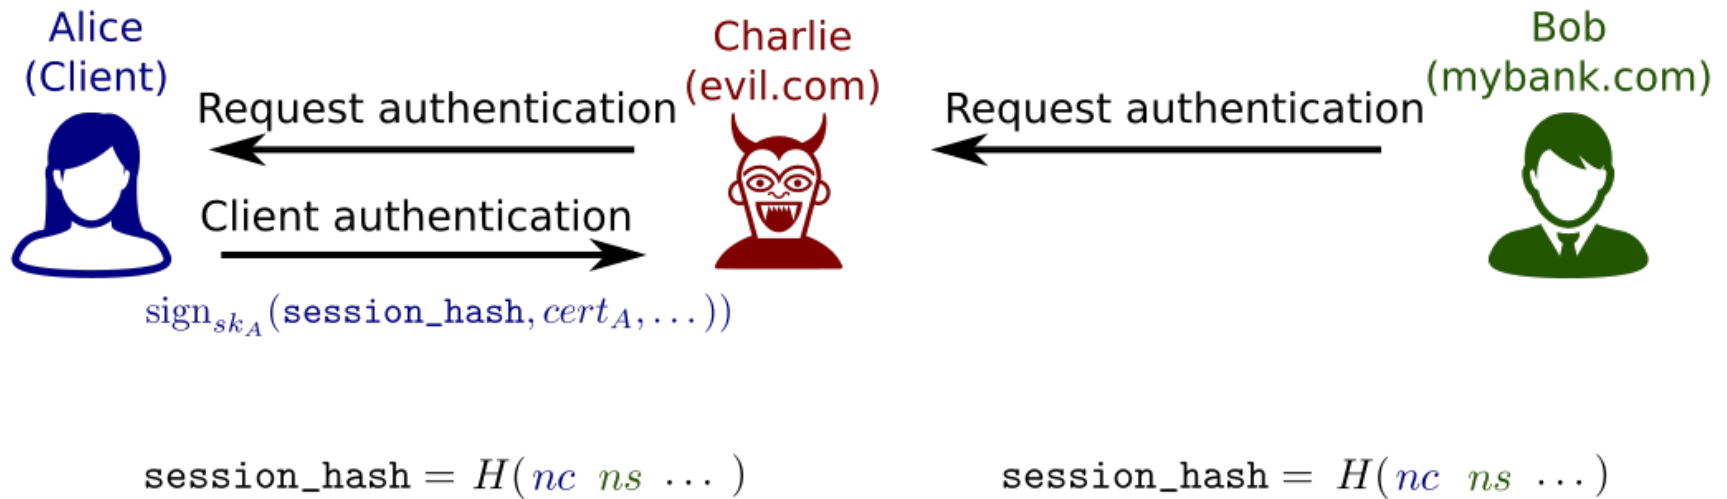 Alice
(Client)
Charlie
(evil.com)
Bob
(mybank.com)
Request authentication
Request authentication
Client authentication
sign_{sk_A}(session_hash, cert_A, ...))
session_hash = H( nc ns ... )
session_hash = H( nc ns ... )